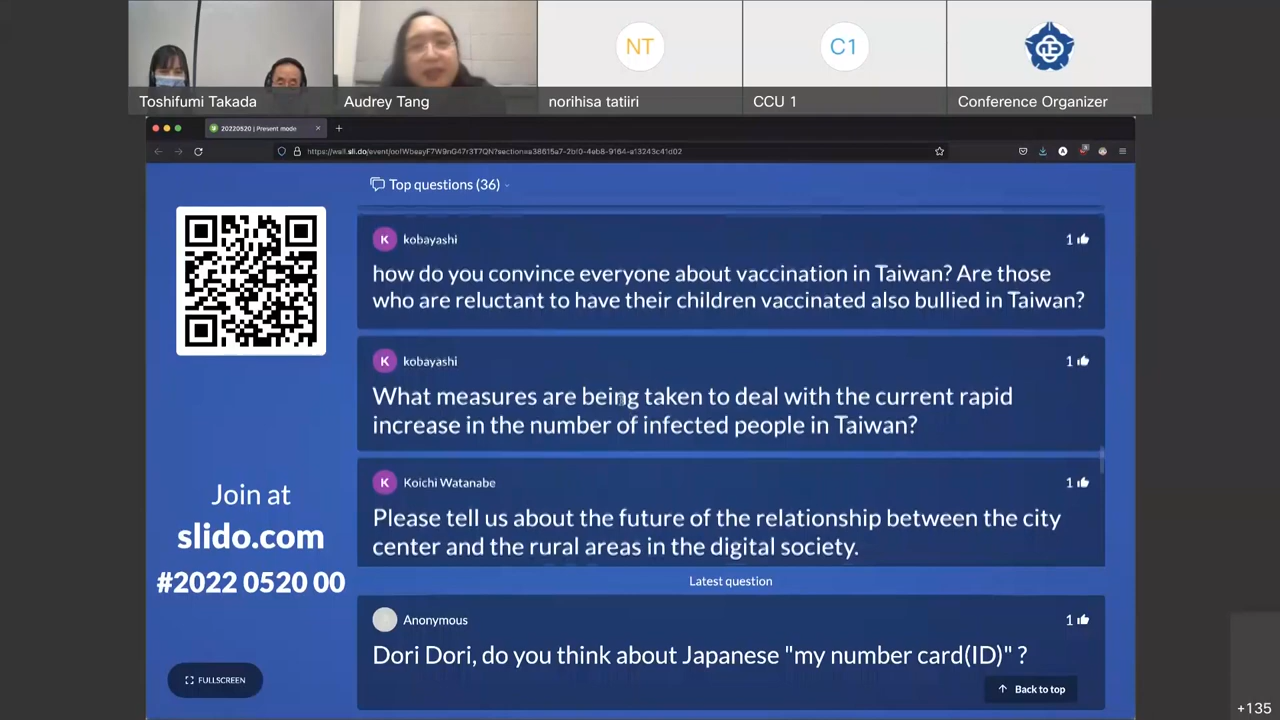 NT
C1
Toshifumi Takada
Audrey Tang
norihisa tatiiri
CCU 1
Conference Organizer
20220520 | Present mode
Top questions (36)
K kobayashi 1
how do you convince everyone about vaccination in Taiwan? Are those
who are reluctant to have their children vaccinated also bullied in Taiwan?
K kobayashi 1
What measures are being taken to deal with the current rapid
increase in the number of infected people in Taiwan?
K Koichi Watanabe 1
Please tell us about the future of the relationship between the city
center and the rural areas in the digital society.
Latest question
Anonymous 1
Dori Dori, do you think about Japanese "my number card(ID)" ?
Back to top
Join at
slido.com
#2022 0520 00
FULLSCREEN
+135